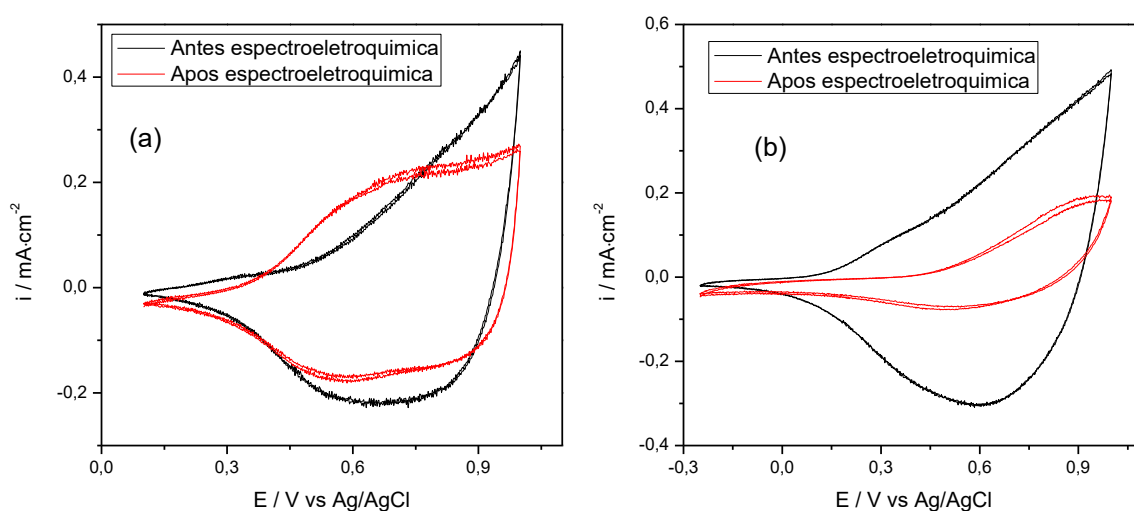 Antes espectroeletroquimica
Apos espectroeletroquimica
(a)
0,4
0,2
0,0
-0,2
i / mA·cm-2
0,0
0,3
0,6
0,9
E / V vs Ag/AgCl
Antes espectroeletroquimica
Apos espectroeletroquimica
(b)
0,6
0,4
0,2
0,0
-0,2
-0,4
i / mA·cm-2
-0,3
0,0
0,3
0,6
0,9
E / V vs Ag/AgCl